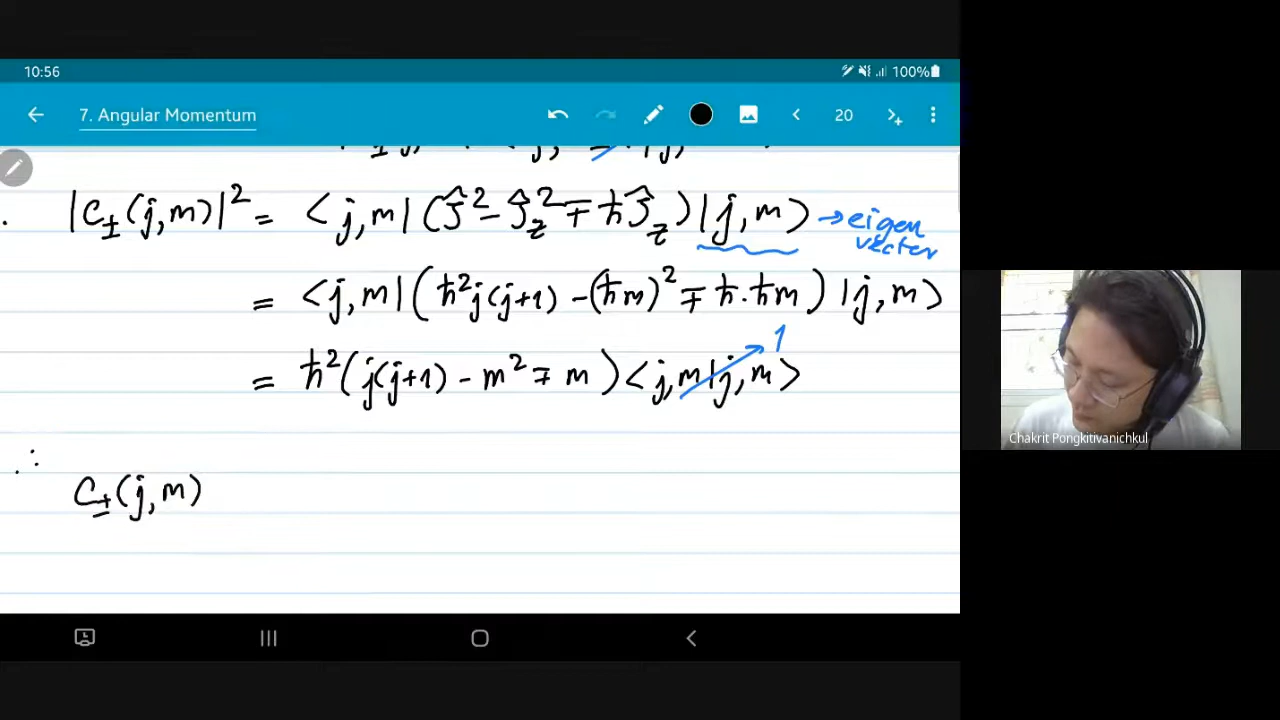 10:56
100%
7. Angular Momentum
20
|C±(j,m)|² = <j,m|(Ĵ² - Ĵz² ∓ ħĴz)|j,m> → eigen
vecter
= <j,m|(ħ²j(j+1) - (ħm)² ∓ ħ·ħm)|j,m>
1
= ħ²(j(j+1) - m² ∓ m)<j,m|j,m>
∴
C±(j,m)
Chakrit Pongkitivanichkul